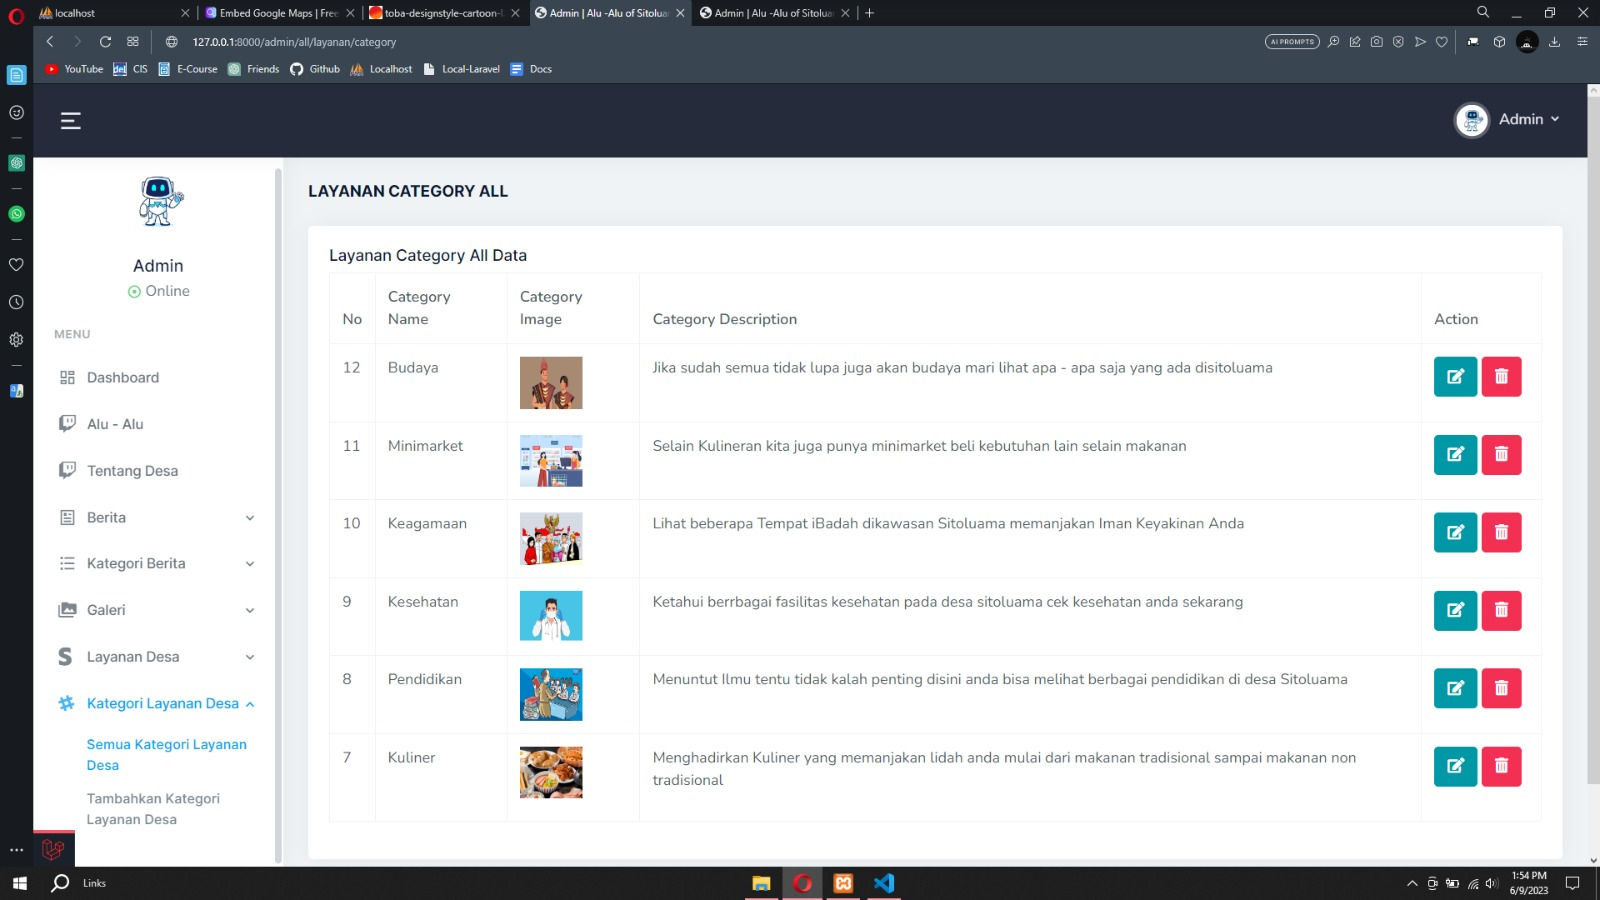 localhost
Embed Google Maps | Free
toba-designstyle-cartoon-l
Admin | Alu -Alu of Sitolua
Admin | Alu -Alu of Sitolua
127.0.0.1:8000/admin/all/layanan/category
AI PROMPTS
YouTube
del CIS
E-Course
Friends
Github
Localhost
Local-Laravel
Docs
Admin
Admin
Online
MENU
Dashboard
Alu - Alu
Tentang Desa
Berita
Kategori Berita
Galeri
Layanan Desa
Kategori Layanan Desa
Semua Kategori Layanan
Desa
Tambahkan Kategori
Layanan Desa
LAYANAN CATEGORY ALL
Layanan Category All Data
No
Category
Name
Category
Image
Category Description
Action
12
Budaya
Jika sudah semua tidak lupa juga akan budaya mari lihat apa - apa saja yang ada disitoluama
11
Minimarket
Selain Kulineran kita juga punya minimarket beli kebutuhan lain selain makanan
10
Keagamaan
Lihat beberapa Tempat iBadah dikawasan Sitoluama memanjakan Iman Keyakinan Anda
9
Kesehatan
Ketahui berrbagai fasilitas kesehatan pada desa sitoluama cek kesehatan anda sekarang
8
Pendidikan
Menuntut Ilmu tentu tidak kalah penting disini anda bisa melihat berbagai pendidikan di desa Sitoluama
7
Kuliner
Menghadirkan Kuliner yang memanjakan lidah anda mulai dari makanan tradisional sampai makanan non
tradisional
Links
1:54 PM
6/9/2023